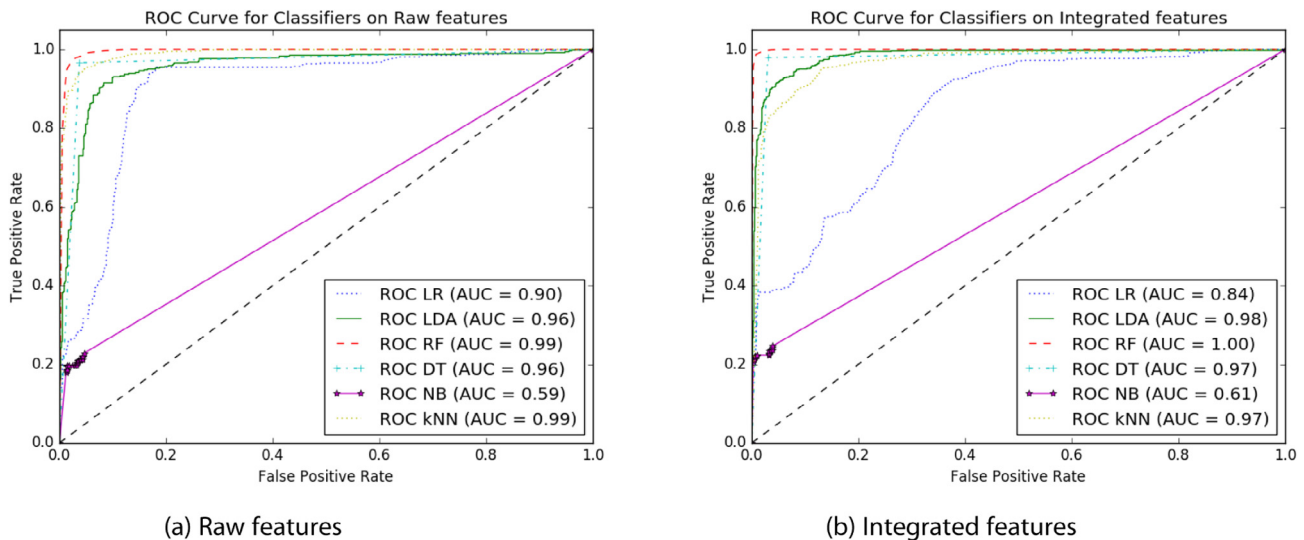 ROC Curve for Classifiers on Raw features
1.0
0.8
0.6
0.4
0.2
0.0
True Positive Rate
0.0 0.2 0.4 0.6 0.8 1.0
False Positive Rate
ROC LR (AUC = 0.90)
ROC LDA (AUC = 0.96)
ROC RF (AUC = 0.99)
ROC DT (AUC = 0.96)
ROC NB (AUC = 0.59)
ROC kNN (AUC = 0.99)
(a) Raw features
ROC Curve for Classifiers on Integrated features
1.0
0.8
0.6
0.4
0.2
0.0
True Positive Rate
0.0 0.2 0.4 0.6 0.8 1.0
False Positive Rate
ROC LR (AUC = 0.84)
ROC LDA (AUC = 0.98)
ROC RF (AUC = 1.00)
ROC DT (AUC = 0.97)
ROC NB (AUC = 0.61)
ROC kNN (AUC = 0.97)
(b) Integrated features